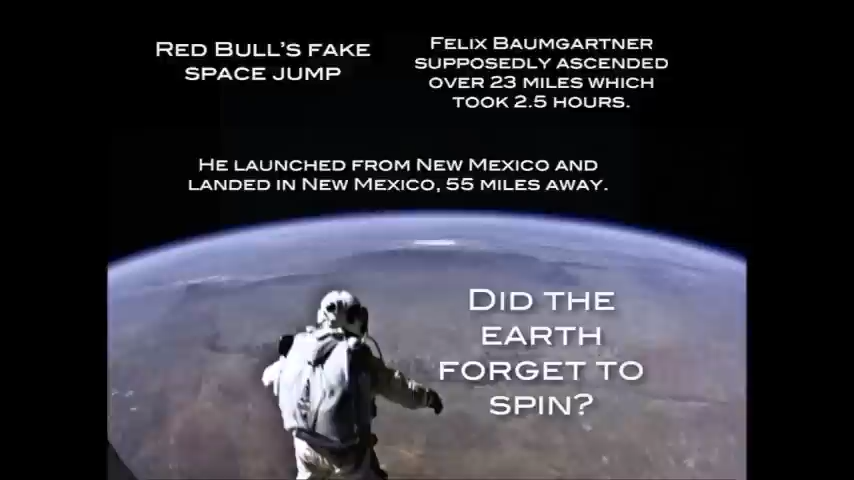 Red Bull's fake
space jump
Felix Baumgartner
supposedly ascended
over 23 miles which
took 2.5 hours.
He launched from New Mexico and
landed in New Mexico, 55 miles away.
Did the
earth
forget to
spin?